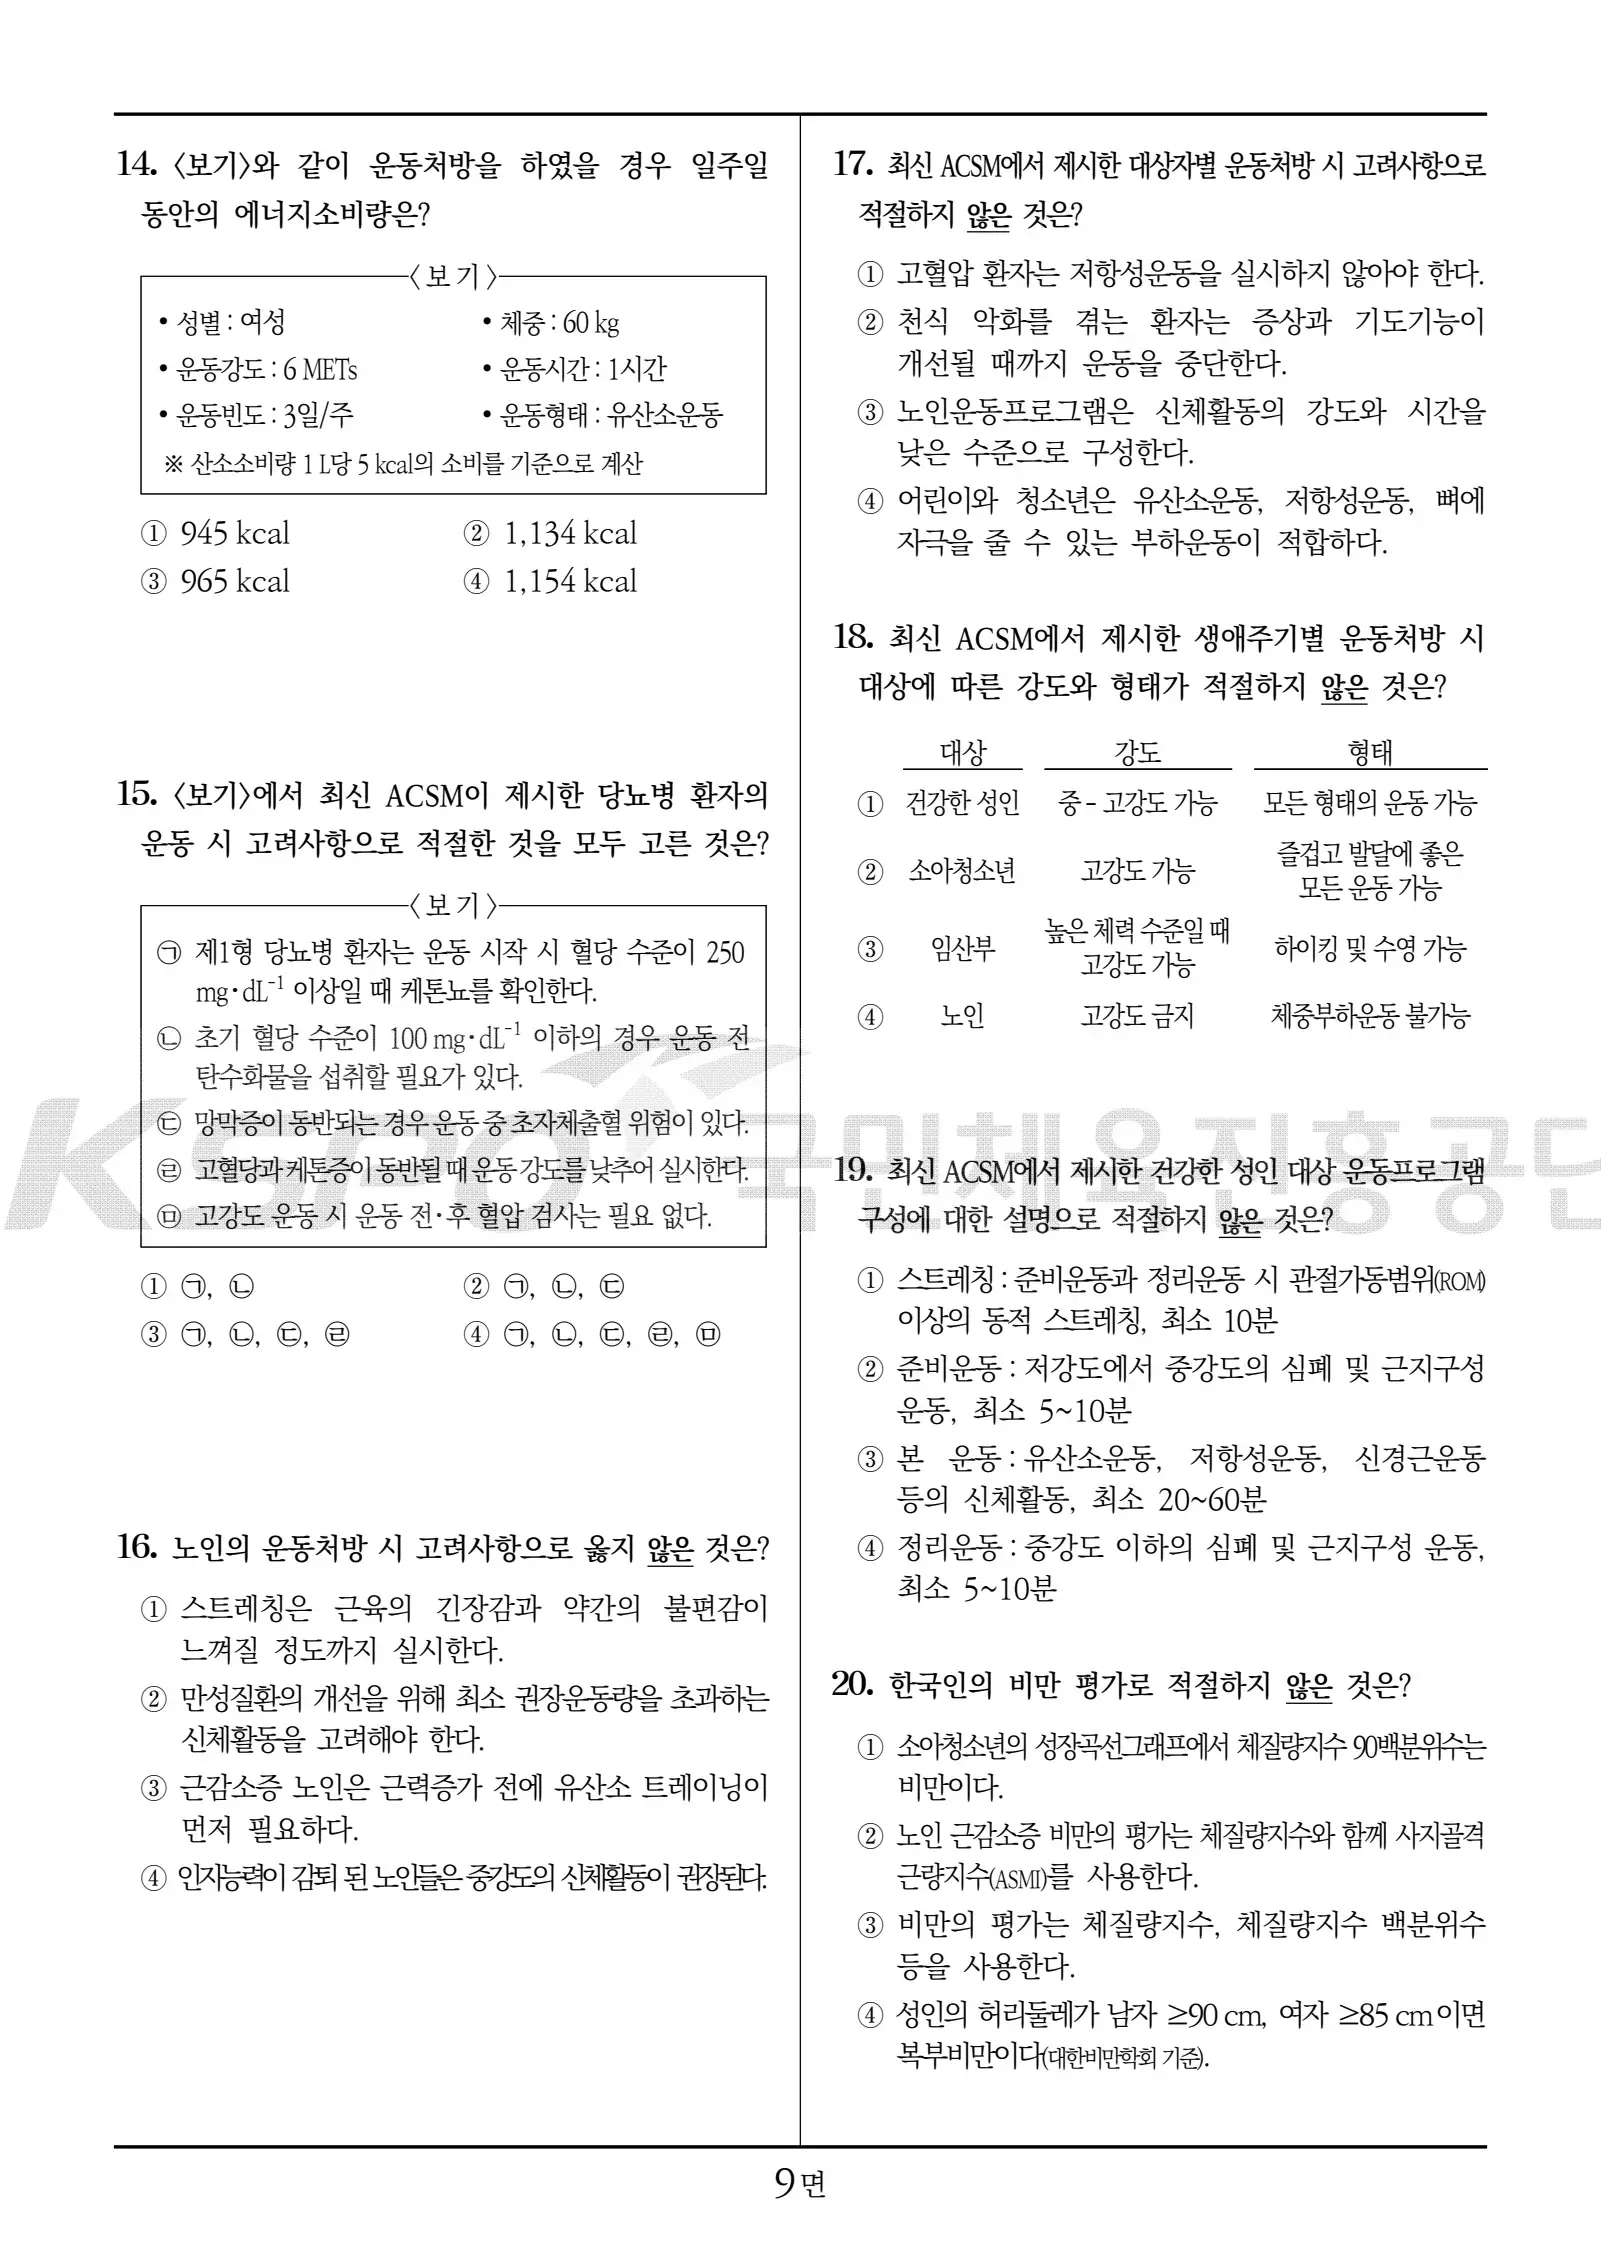 14. 〈보기〉와 같이 운동처방을 하였을 경우 일주일
동안의 에너지소비량은?
〈보기〉
• 성별 : 여성 • 체중 : 60 kg
• 운동강도 : 6 METs • 운동시간 : 1시간
• 운동빈도 : 3일/주 • 운동형태 : 유산소운동
※ 산소소비량 1 L당 5 kcal의 소비를 기준으로 계산
① 945 kcal ② 1,134 kcal
③ 965 kcal ④ 1,154 kcal
15. 〈보기〉에서 최신 ACSM이 제시한 당뇨병 환자의
운동 시 고려사항으로 적절한 것을 모두 고른 것은?
〈보기〉
㉠ 제1형 당뇨병 환자는 운동 시작 시 혈당 수준이 250
mg·dL⁻¹ 이상일 때 케톤뇨를 확인한다.
㉡ 초기 혈당 수준이 100 mg·dL⁻¹ 이하의 경우 운동 전
탄수화물을 섭취할 필요가 있다.
㉢ 망막증이 동반되는 경우 운동 중 초자체출혈 위험이 있다.
㉣ 고혈당과 케톤증이 동반될 때 운동 강도를 낮추어 실시한다.
㉤ 고강도 운동 시 운동 전·후 혈압 검사는 필요 없다.
① ㉠, ㉡ ② ㉠, ㉡, ㉢
③ ㉠, ㉡, ㉢, ㉣ ④ ㉠, ㉡, ㉢, ㉣, ㉤
16. 노인의 운동처방 시 고려사항으로 옳지 않은 것은?
① 스트레칭은 근육의 긴장감과 약간의 불편감이
느껴질 정도까지 실시한다.
② 만성질환의 개선을 위해 최소 권장운동량을 초과하는
신체활동을 고려해야 한다.
③ 근감소증 노인은 근력증가 전에 유산소 트레이닝이
먼저 필요하다.
④ 인지능력이 감퇴 된 노인들은 중강도의 신체활동이 권장된다.
17. 최신 ACSM에서 제시한 대상자별 운동처방 시 고려사항으로
적절하지 않은 것은?
① 고혈압 환자는 저항성운동을 실시하지 않아야 한다.
② 천식 악화를 겪는 환자는 증상과 기도기능이
개선될 때까지 운동을 중단한다.
③ 노인운동프로그램은 신체활동의 강도와 시간을
낮은 수준으로 구성한다.
④ 어린이와 청소년은 유산소운동, 저항성운동, 뼈에
자극을 줄 수 있는 부하운동이 적합하다.
18. 최신 ACSM에서 제시한 생애주기별 운동처방 시
대상에 따른 강도와 형태가 적절하지 않은 것은?
대상 강도 형태
① 건강한 성인 중 - 고강도 가능 모든 형태의 운동 가능
② 소아청소년 고강도 가능 즐겁고 발달에 좋은
모든 운동 가능
③ 임산부 높은 체력 수준일 때
고강도 가능 하이킹 및 수영 가능
④ 노인 고강도 금지 체중부하운동 불가능
19. 최신 ACSM에서 제시한 건강한 성인 대상 운동프로그램
구성에 대한 설명으로 적절하지 않은 것은?
① 스트레칭 : 준비운동과 정리운동 시 관절가동범위(ROM)
이상의 동적 스트레칭, 최소 10분
② 준비운동 : 저강도에서 중강도의 심폐 및 근지구성
운동, 최소 5~10분
③ 본 운동 : 유산소운동, 저항성운동, 신경근운동
등의 신체활동, 최소 20~60분
④ 정리운동 : 중강도 이하의 심폐 및 근지구성 운동,
최소 5~10분
20. 한국인의 비만 평가로 적절하지 않은 것은?
① 소아청소년의 성장곡선그래프에서 체질량지수 90백분위수는
비만이다.
② 노인 근감소증 비만의 평가는 체질량지수와 함께 사지골격
근량지수(ASMI)를 사용한다.
③ 비만의 평가는 체질량지수, 체질량지수 백분위수
등을 사용한다.
④ 성인의 허리둘레가 남자 ≥90 cm, 여자 ≥85 cm이면
복부비만이다(대한비만학회 기준).
KSPO 국민체육진흥공단
9 면